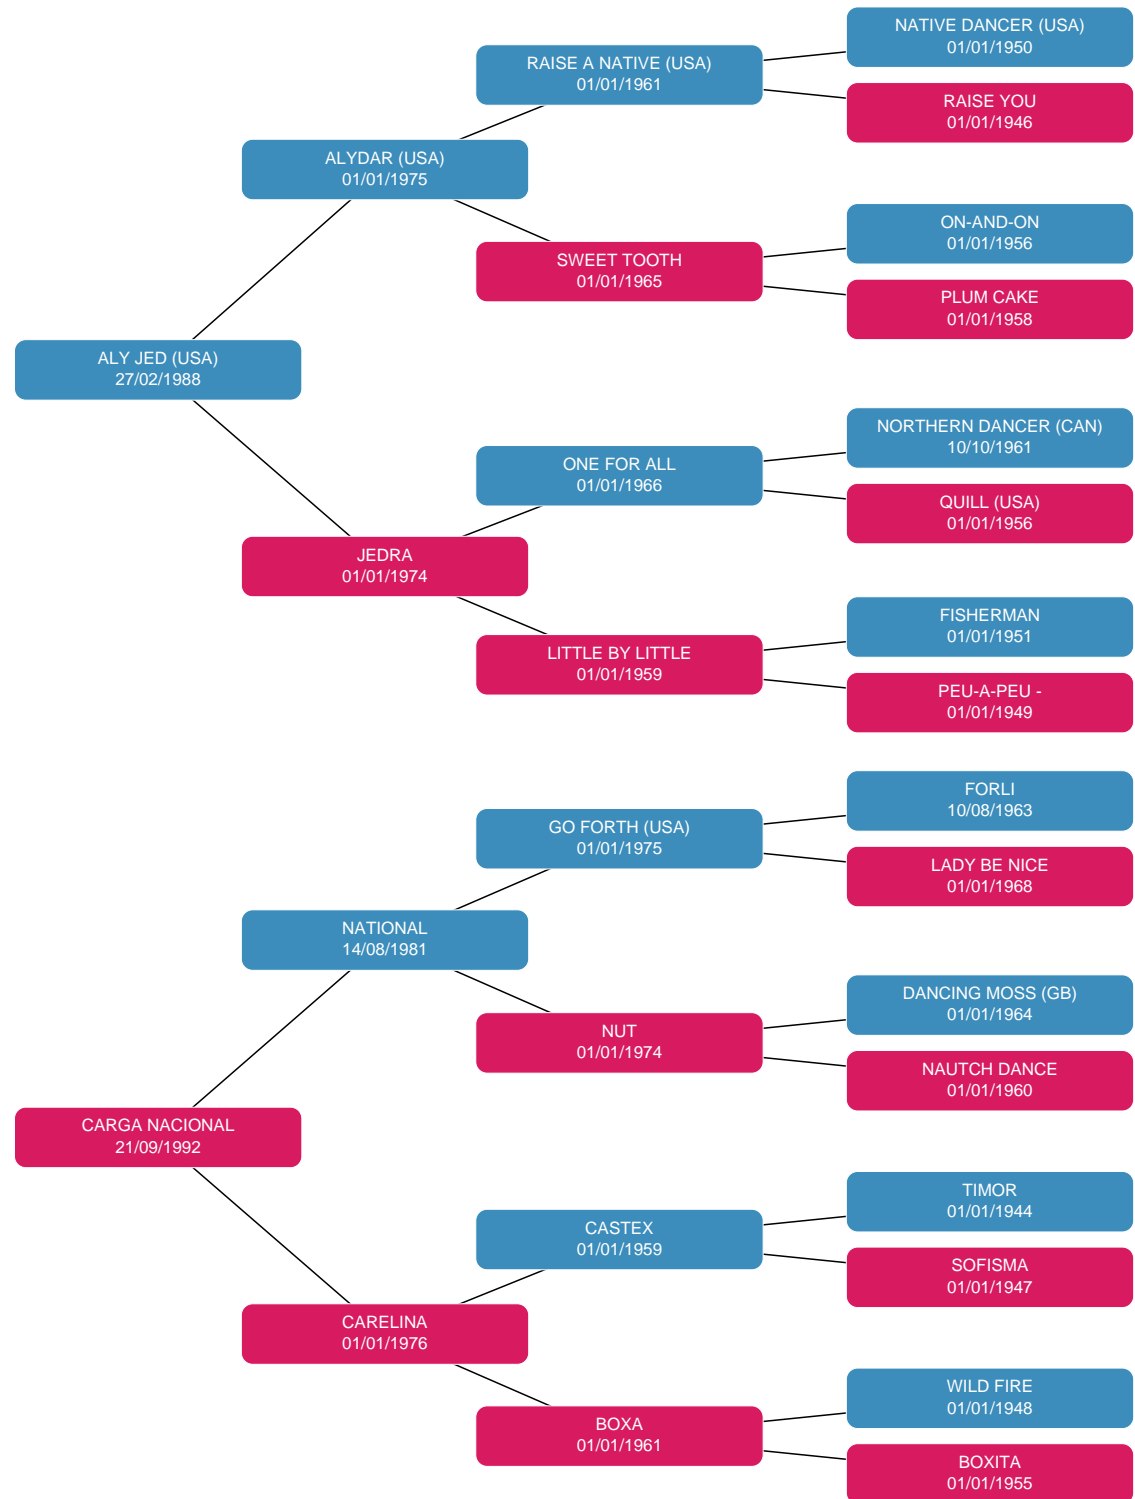 NATIVE DANCER (USA)
01/01/1950
RAISE A NATIVE (USA)
01/01/1961
RAISE YOU
01/01/1946
ALYDAR (USA)
01/01/1975
ON-AND-ON
01/01/1956
SWEET TOOTH
01/01/1965
PLUM CAKE
01/01/1958
ALY JED (USA)
27/02/1988
NORTHERN DANCER (CAN)
10/10/1961
ONE FOR ALL
01/01/1966
QUILL (USA)
01/01/1956
JEDRA
01/01/1974
FISHERMAN
01/01/1951
LITTLE BY LITTLE
01/01/1959
PEU-A-PEU -
01/01/1949
FORLI
10/08/1963
GO FORTH (USA)
01/01/1975
LADY BE NICE
01/01/1968
NATIONAL
14/08/1981
DANCING MOSS (GB)
01/01/1964
NUT
01/01/1974
NAUTCH DANCE
01/01/1960
CARGA NACIONAL
21/09/1992
TIMOR
01/01/1944
CASTEX
01/01/1959
SOFISMA
01/01/1947
CARELINA
01/01/1976
WILD FIRE
01/01/1948
BOXA
01/01/1961
BOXITA
01/01/1955